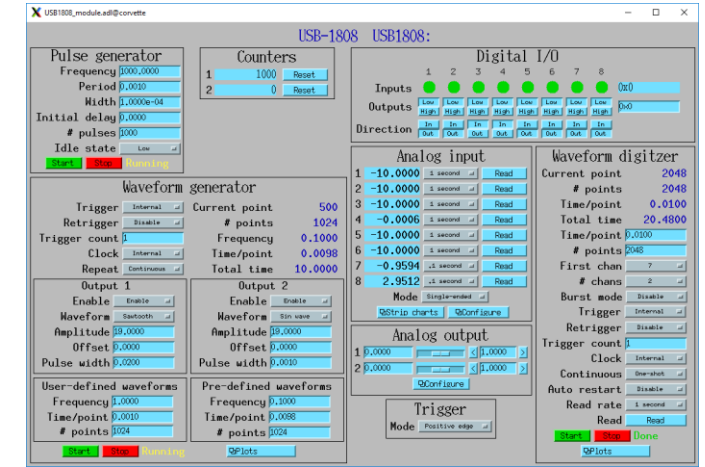 USB1808_module.adl@corvette
USB-1808 USB1808:
Pulse generator
Frequency 1000.0000
Period 0.0010
Width 1.0000e-04
Initial delay 0.0000
# pulses 1000
Idle state Low
Start Stop Running
Counters
1 1000 Reset
2 0 Reset
Digital I/O
1 2 3 4 5 6 7 8
Inputs 0x0
Outputs Low Low Low Low Low Low Low Low 0x0
High High High High High High High High
Direction In In In In In In In In
Out Out Out Out Out Out Out Out
Waveform generator
Trigger Internal Current point 500
Retrigger Disable # points 1024
Trigger count 1 Frequency 0.1000
Clock Internal Time/point 0.0098
Repeat Continuous Total time 10.0000
Output 1
Enable Enable
Waveform Sawtooth
Amplitude 19.0000
Offset 0.0000
Pulse width 0.0200
Output 2
Enable Enable
Waveform Sin wave
Amplitude 19.0000
Offset 0.0000
Pulse width 0.0010
User-defined waveforms
Frequency 1.0000
Time/point 0.0010
# points 1024
Pre-defined waveforms
Frequency 0.1000
Time/point 0.0098
# points 1024
Start Stop Running Plots
Analog input
1 -10.0000 1 second Read
2 -10.0000 1 second Read
3 -10.0000 1 second Read
4 -0.0006 1 second Read
5 -10.0000 1 second Read
6 -10.0000 1 second Read
7 -0.9594 .1 second Read
8 2.9512 .1 second Read
Mode Single-ended
Strip charts Configure
Analog output
1 0.0000 < 1.0000 >
2 0.0000 < 1.0000 >
Configure
Trigger
Mode Positive edge
Waveform digitzer
Current point 2048
# points 2048
Time/point 0.0100
Total time 20.4800
Time/point 0.0100
# points 2048
First chan 7
# chans 2
Burst mode Disable
Trigger Internal
Retrigger Disable
Trigger count 1
Clock Internal
Continuous One-shot
Auto restart Disable
Read rate 1 second
Read Read
Start Stop Done
Plots